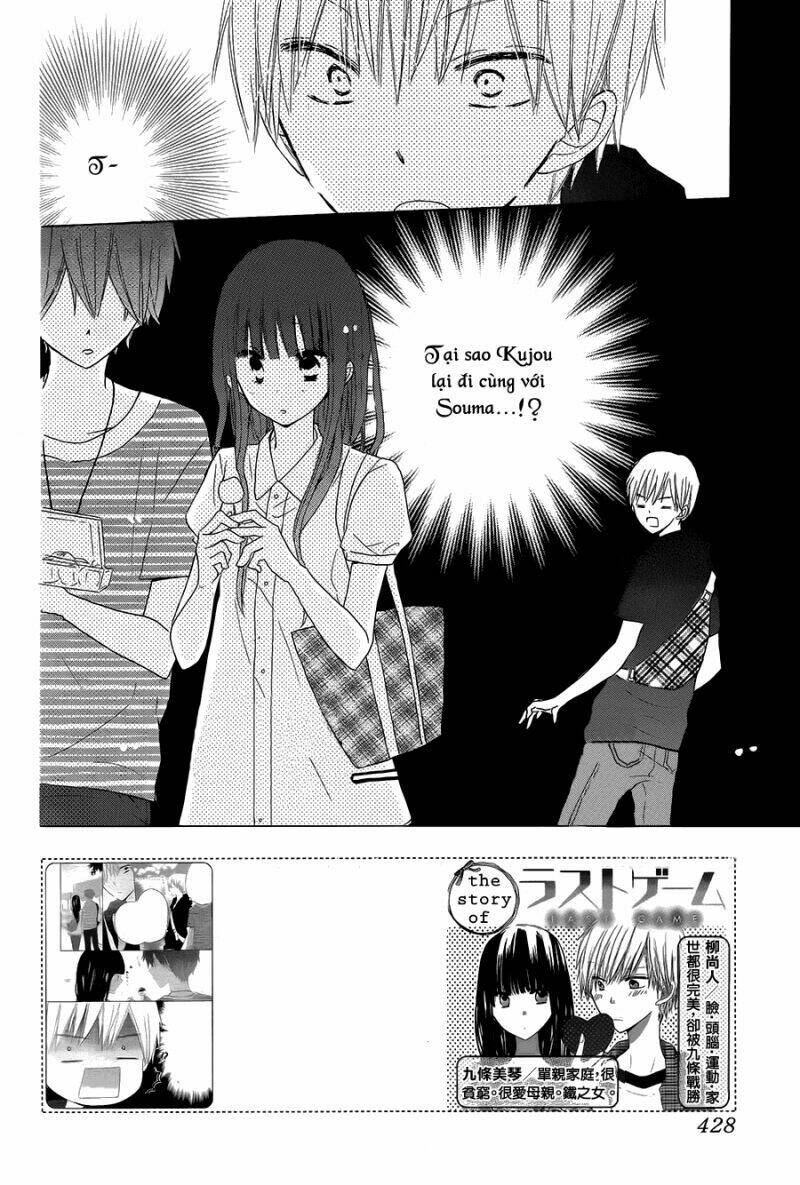 T-
Tại sao Kujou
lại đi cùng với
Souma...!?
the
story
of
ラストゲーム
LAST GAME
柳尚人 臉·頭腦·運動·家
世都很完美，卻被九條戰勝
九條美琴／單親家庭，很
貧窮。很愛母親。鐵之女。
428